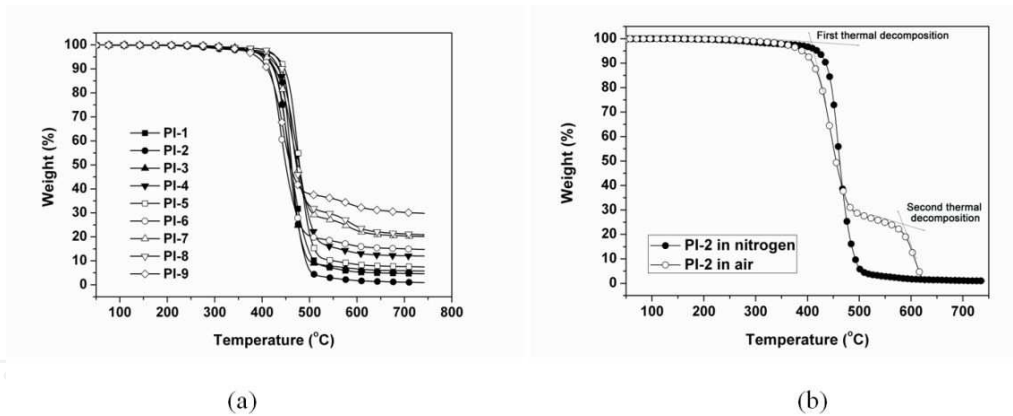 100
90
80
70
60
50
40
30
20
10
0
Weight (%)
PI-1
PI-2
PI-3
PI-4
PI-5
PI-6
PI-7
PI-8
PI-9
100 200 300 400 500 600 700 800
Temperature (°C)
(a)
100
90
80
70
60
50
40
30
20
10
0
Weight (%)
First thermal decomposition
Second thermal
decomposition
PI-2 in nitrogen
PI-2 in air
100 200 300 400 500 600 700
Temperature (°C)
(b)